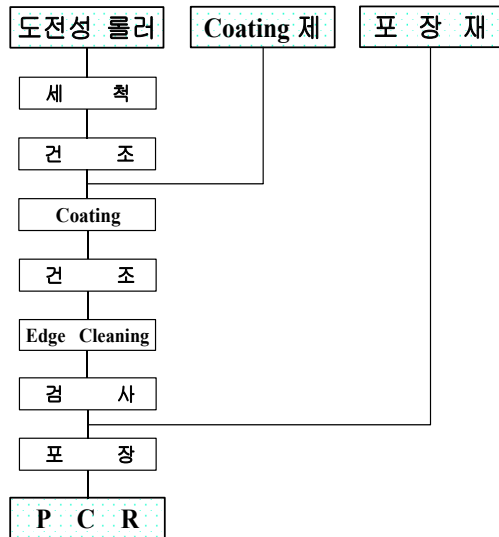 도전성 롤러
Coating 제
포 장 재
세 척
건 조
Coating
건 조
Edge Cleaning
검 사
포 장
P C R